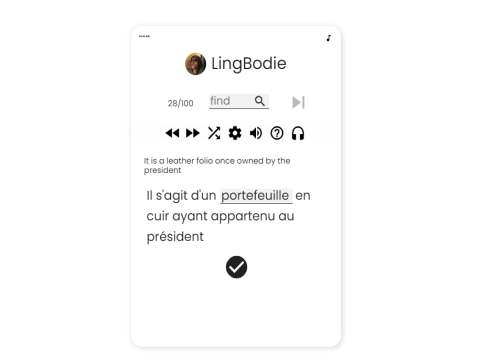 LingBodie
28/100
find
It is a leather folio once owned by the
president
Il s'agit d'un portefeuille en
cuir ayant appartenu au
président